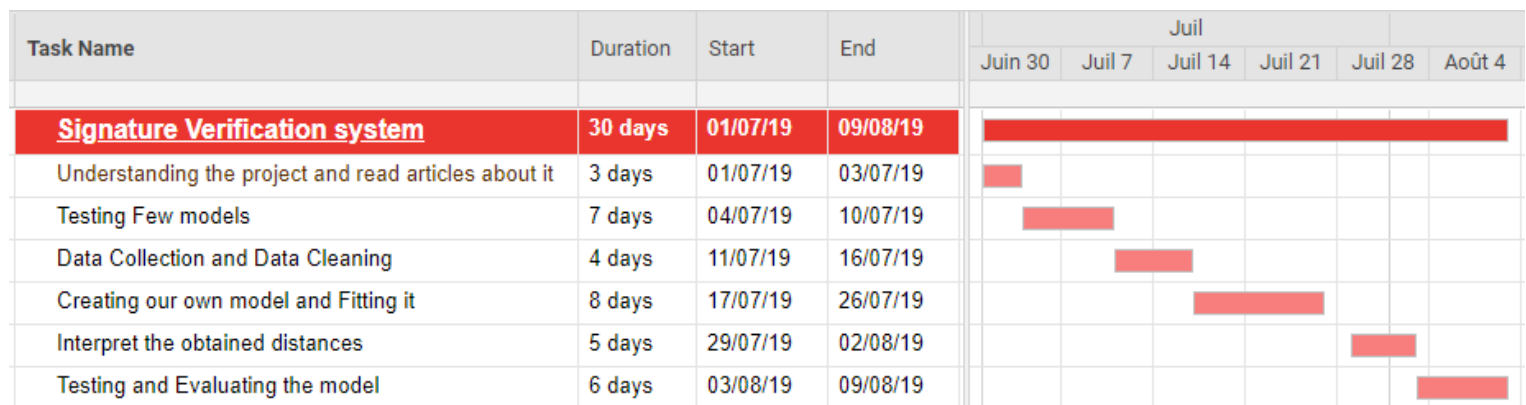 Task Name Duration Start End Juil
Juin 30 Juil 7 Juil 14 Juil 21 Juil 28 Août 4
Signature Verification system 30 days 01/07/19 09/08/19
Understanding the project and read articles about it 3 days 01/07/19 03/07/19
Testing Few models 7 days 04/07/19 10/07/19
Data Collection and Data Cleaning 4 days 11/07/19 16/07/19
Creating our own model and Fitting it 8 days 17/07/19 26/07/19
Interpret the obtained distances 5 days 29/07/19 02/08/19
Testing and Evaluating the model 6 days 03/08/19 09/08/19